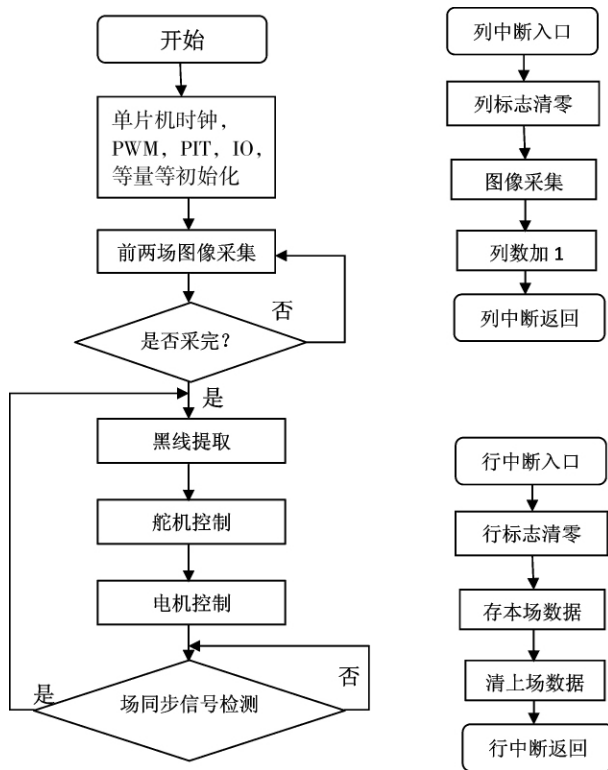 开始
单片机时钟，
PWM，PIT，IO，
等量等初始化
前两场图像采集
否
是否采完？
是
黑线提取
舵机控制
电机控制
是
场同步信号检测
否
列中断入口
列标志清零
图像采集
列数加 1
列中断返回
行中断入口
行标志清零
存本场数据
清上场数据
行中断返回